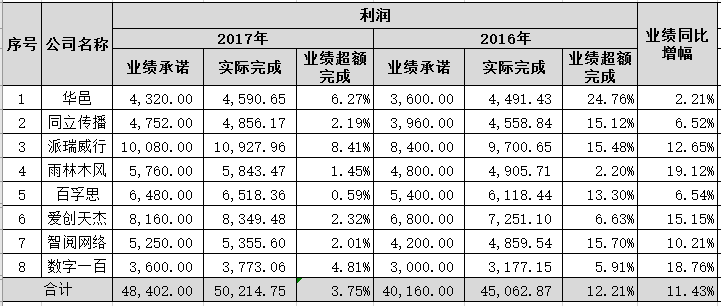 序号 公司名称 利润 业绩同比增幅
2017年 2016年
业绩承诺 实际完成 业绩超额完成 业绩承诺 实际完成 业绩超额完成
1 华邑 4,320.00 4,590.65 6.27% 3,600.00 4,491.43 24.76% 2.21%
2 同立传播 4,752.00 4,856.17 2.19% 3,960.00 4,558.84 15.12% 6.52%
3 派瑞威行 10,080.00 10,927.96 8.41% 8,400.00 9,700.65 15.48% 12.65%
4 雨林木风 5,760.00 5,843.47 1.45% 4,800.00 4,905.71 2.20% 19.12%
5 百孚思 6,480.00 6,518.36 0.59% 5,400.00 6,118.44 13.30% 6.54%
6 爱创天杰 8,160.00 8,349.48 2.32% 6,800.00 7,251.10 6.63% 15.15%
7 智阅网络 5,250.00 5,355.60 2.01% 4,200.00 4,859.54 15.70% 10.21%
8 数字一百 3,600.00 3,773.06 4.81% 3,000.00 3,177.15 5.91% 18.76%
合计 48,402.00 50,214.75 3.75% 40,160.00 45,062.87 12.21% 11.43%